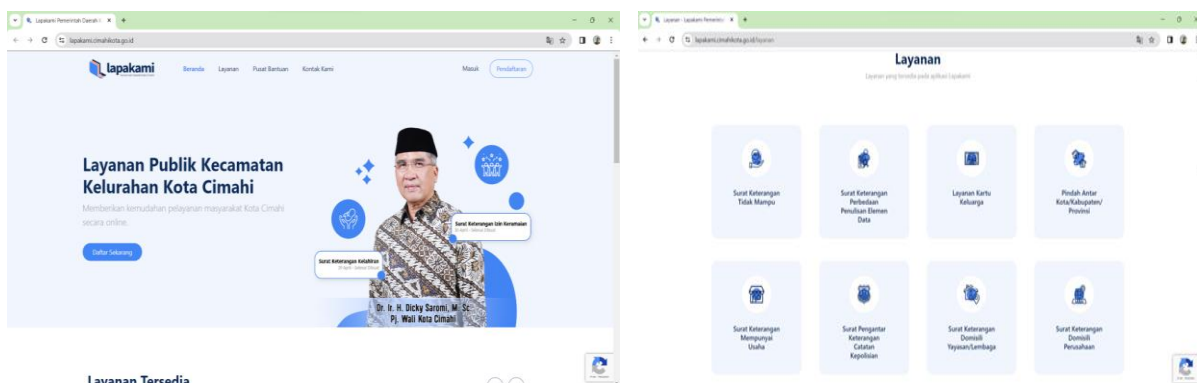 Lapakami Pemerintah Daerah
lapakami.cimahikota.go.id
lapakami
Beranda Layanan Pusat Bantuan Kontak Kami Masuk Pendaftaran
Layanan Publik Kecamatan
Kelurahan Kota Cimahi
Memberikan kemudahan pelayanan masyarakat Kota Cimahi
secara online.
Daftar Sekarang
Surat Keterangan Izin Keramaian
Surat Keterangan Kelahiran
Dr. Ir. H. Dicky Saromi, M. Sc
Pj. Wali Kota Cimahi
Layanan Tersedia
Layanan - Lapakami Pemerint
lapakami.cimahikota.go.id/layanan
Layanan
Layanan yang tersedia pada aplikasi Lapakami
Surat Keterangan
Tidak Mampu
Surat Keterangan
Perbedaan
Penulisan Elemen
Data
Layanan Kartu
Keluarga
Pindah Antar
Kota/Kabupaten/
Provinsi
Surat Keterangan
Mempunyai
Usaha
Surat Pengantar
Keterangan
Catatan
Kepolisian
Surat Keterangan
Domisili
Yayasan/Lembaga
Surat Keterangan
Domisili
Perusahaan